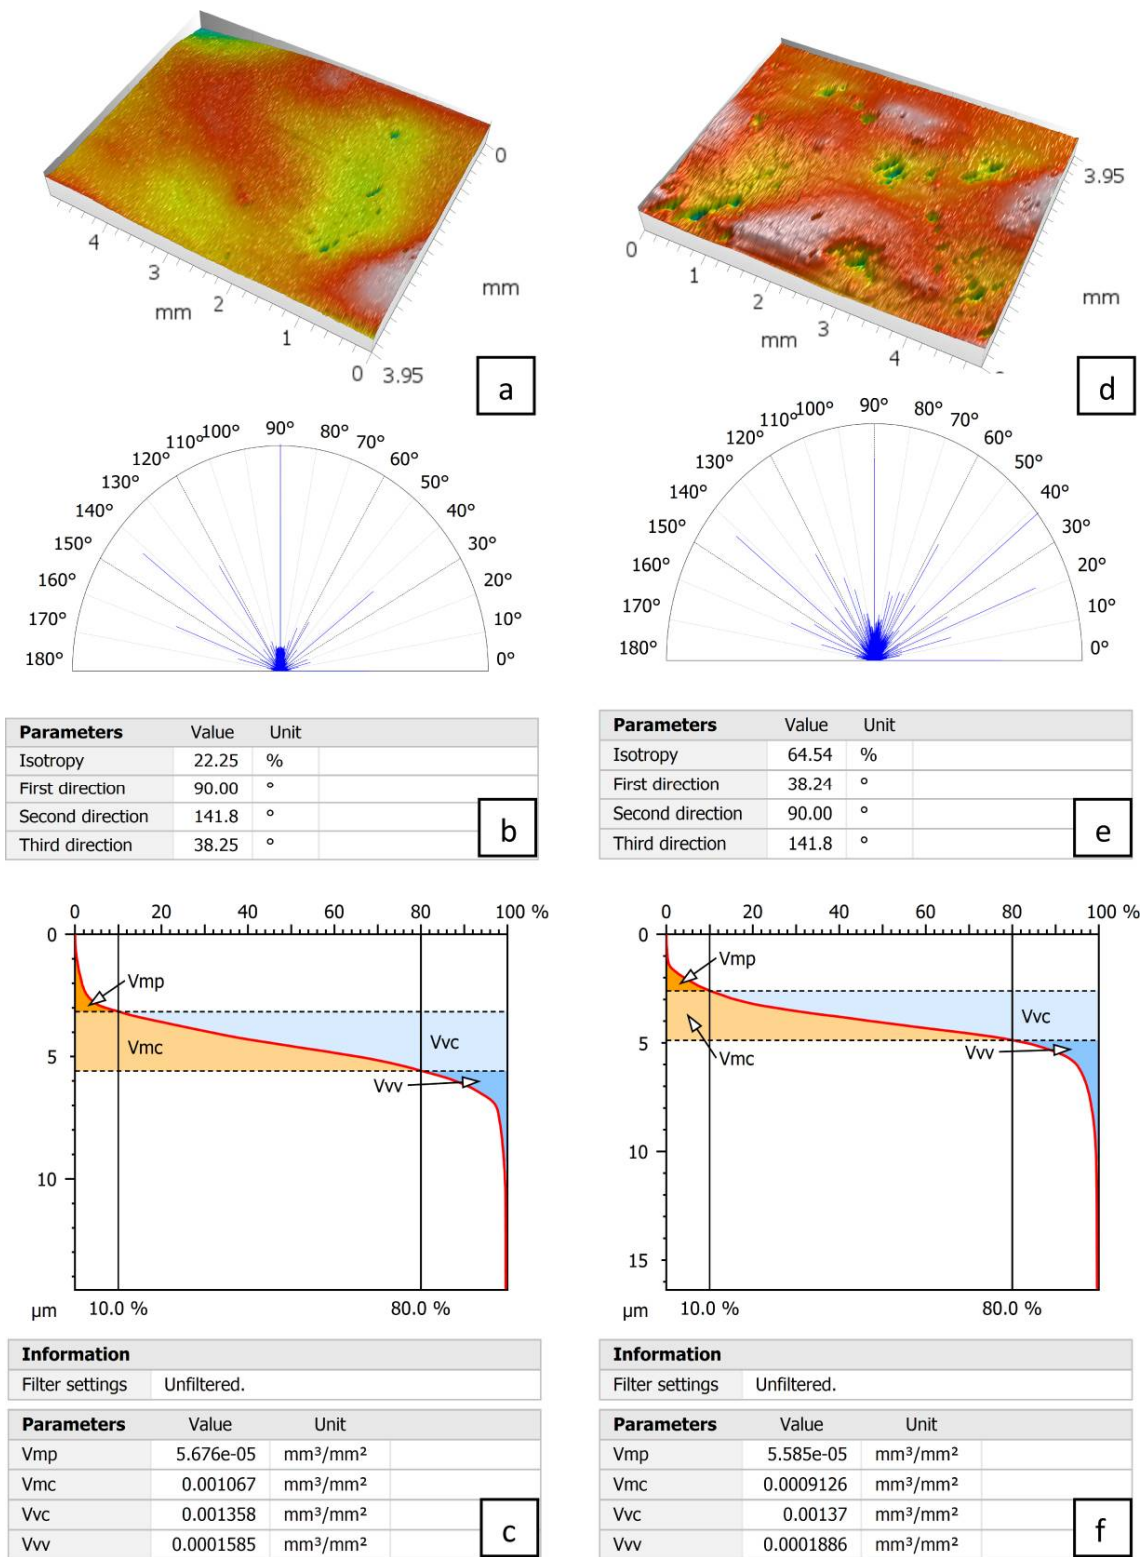 0
4
3
mm
2
mm
1
0 3.95
a
3.95
0
1
mm
2
mm
3
4
d
90°
110°100° 80° 70°
120° 60°
130° 50°
140° 40°
150° 30°
160° 20°
170° 10°
180° 0°
90°
110°100° 80° 70°
120° 60°
130° 50°
140° 40°
150° 30°
160° 20°
170° 10°
180° 0°
Parameters Value Unit
Isotropy 22.25 %
First direction 90.00 °
Second direction 141.8 °
Third direction 38.25 °
b
Parameters Value Unit
Isotropy 64.54 %
First direction 38.24 °
Second direction 90.00 °
Third direction 141.8 °
e
0 20 40 60 80 100 %
0
Vmp
Vmc Vvc
5
Vvv
10
µm 10.0 % 80.0 %
Information
Filter settings Unfiltered.
Parameters Value Unit
Vmp 5.676e-05 mm³/mm²
Vmc 0.001067 mm³/mm²
Vvc 0.001358 mm³/mm²
Vvv 0.0001585 mm³/mm²
c
0 20 40 60 80 100 %
0
Vmp
Vvc
5
Vmc Vvv
10
15
µm 10.0 % 80.0 %
Information
Filter settings Unfiltered.
Parameters Value Unit
Vmp 5.585e-05 mm³/mm²
Vmc 0.0009126 mm³/mm²
Vvc 0.00137 mm³/mm²
Vvv 0.0001886 mm³/mm²
f